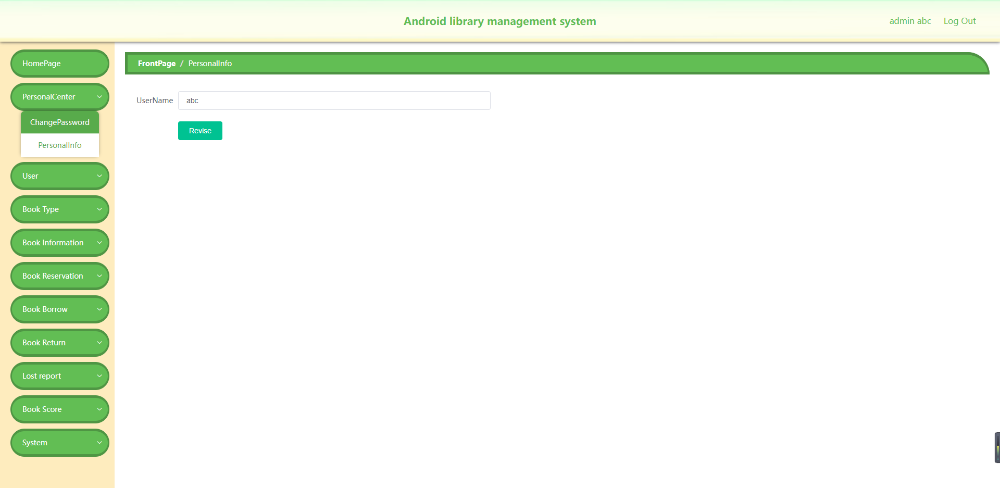 Android library management system
admin abc Log Out
HomePage
PersonalCenter
ChangePassword
PersonalInfo
User
Book Type
Book Information
Book Reservation
Book Borrow
Book Return
Lost report
Book Score
System
FrontPage / PersonalInfo
UserName abc
Revise